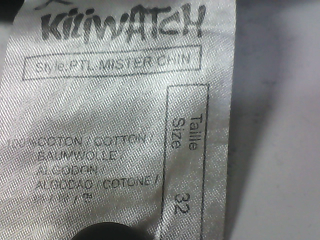 KILIWATCH
Style:PTL MISTER CHIN
100%COTON / COTTON /
BAUMWOLLE /
ALGODON /
ALGODAO / COTONE /
Taille
Size
32